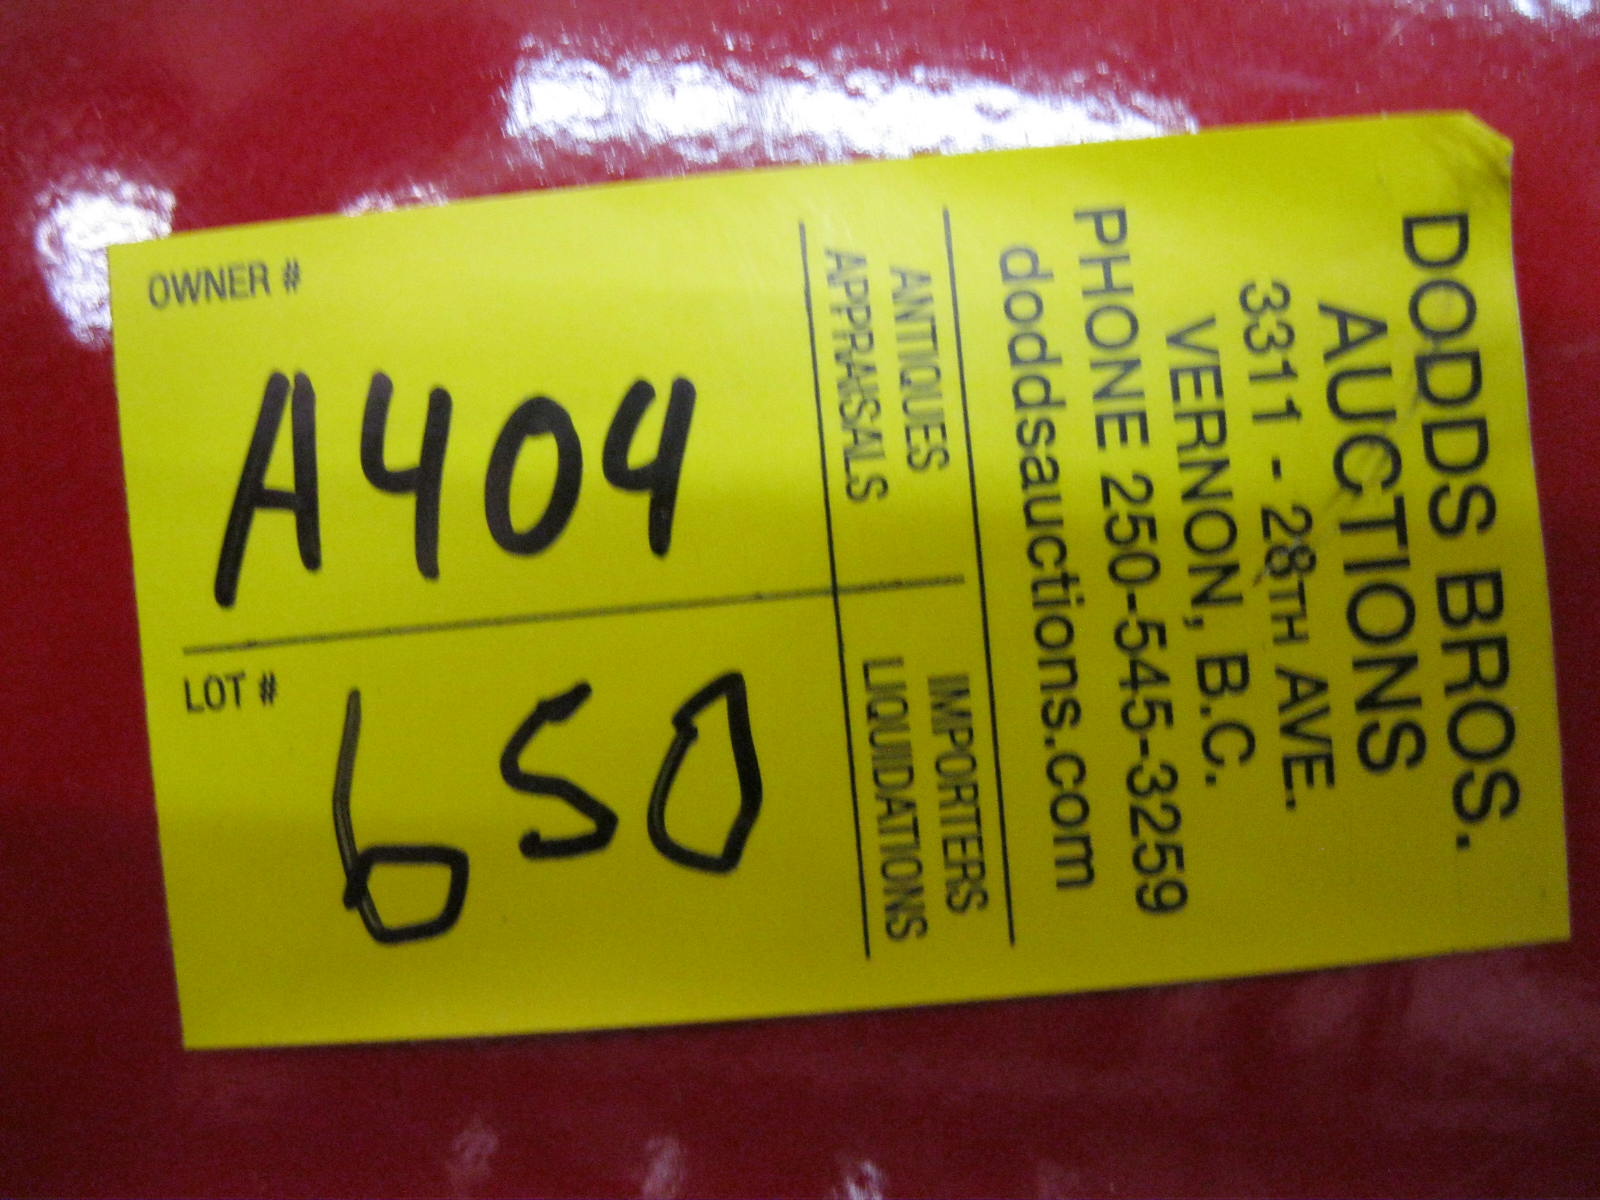 DODDS BROS.
AUCTIONS
3311 - 28TH AVE.
VERNON, B.C.
PHONE 250-545-3259
doddsauctions.com
ANTIQUES IMPORTERS
APPRAISALS LIQUIDATIONS
OWNER #
A404
LOT #
650